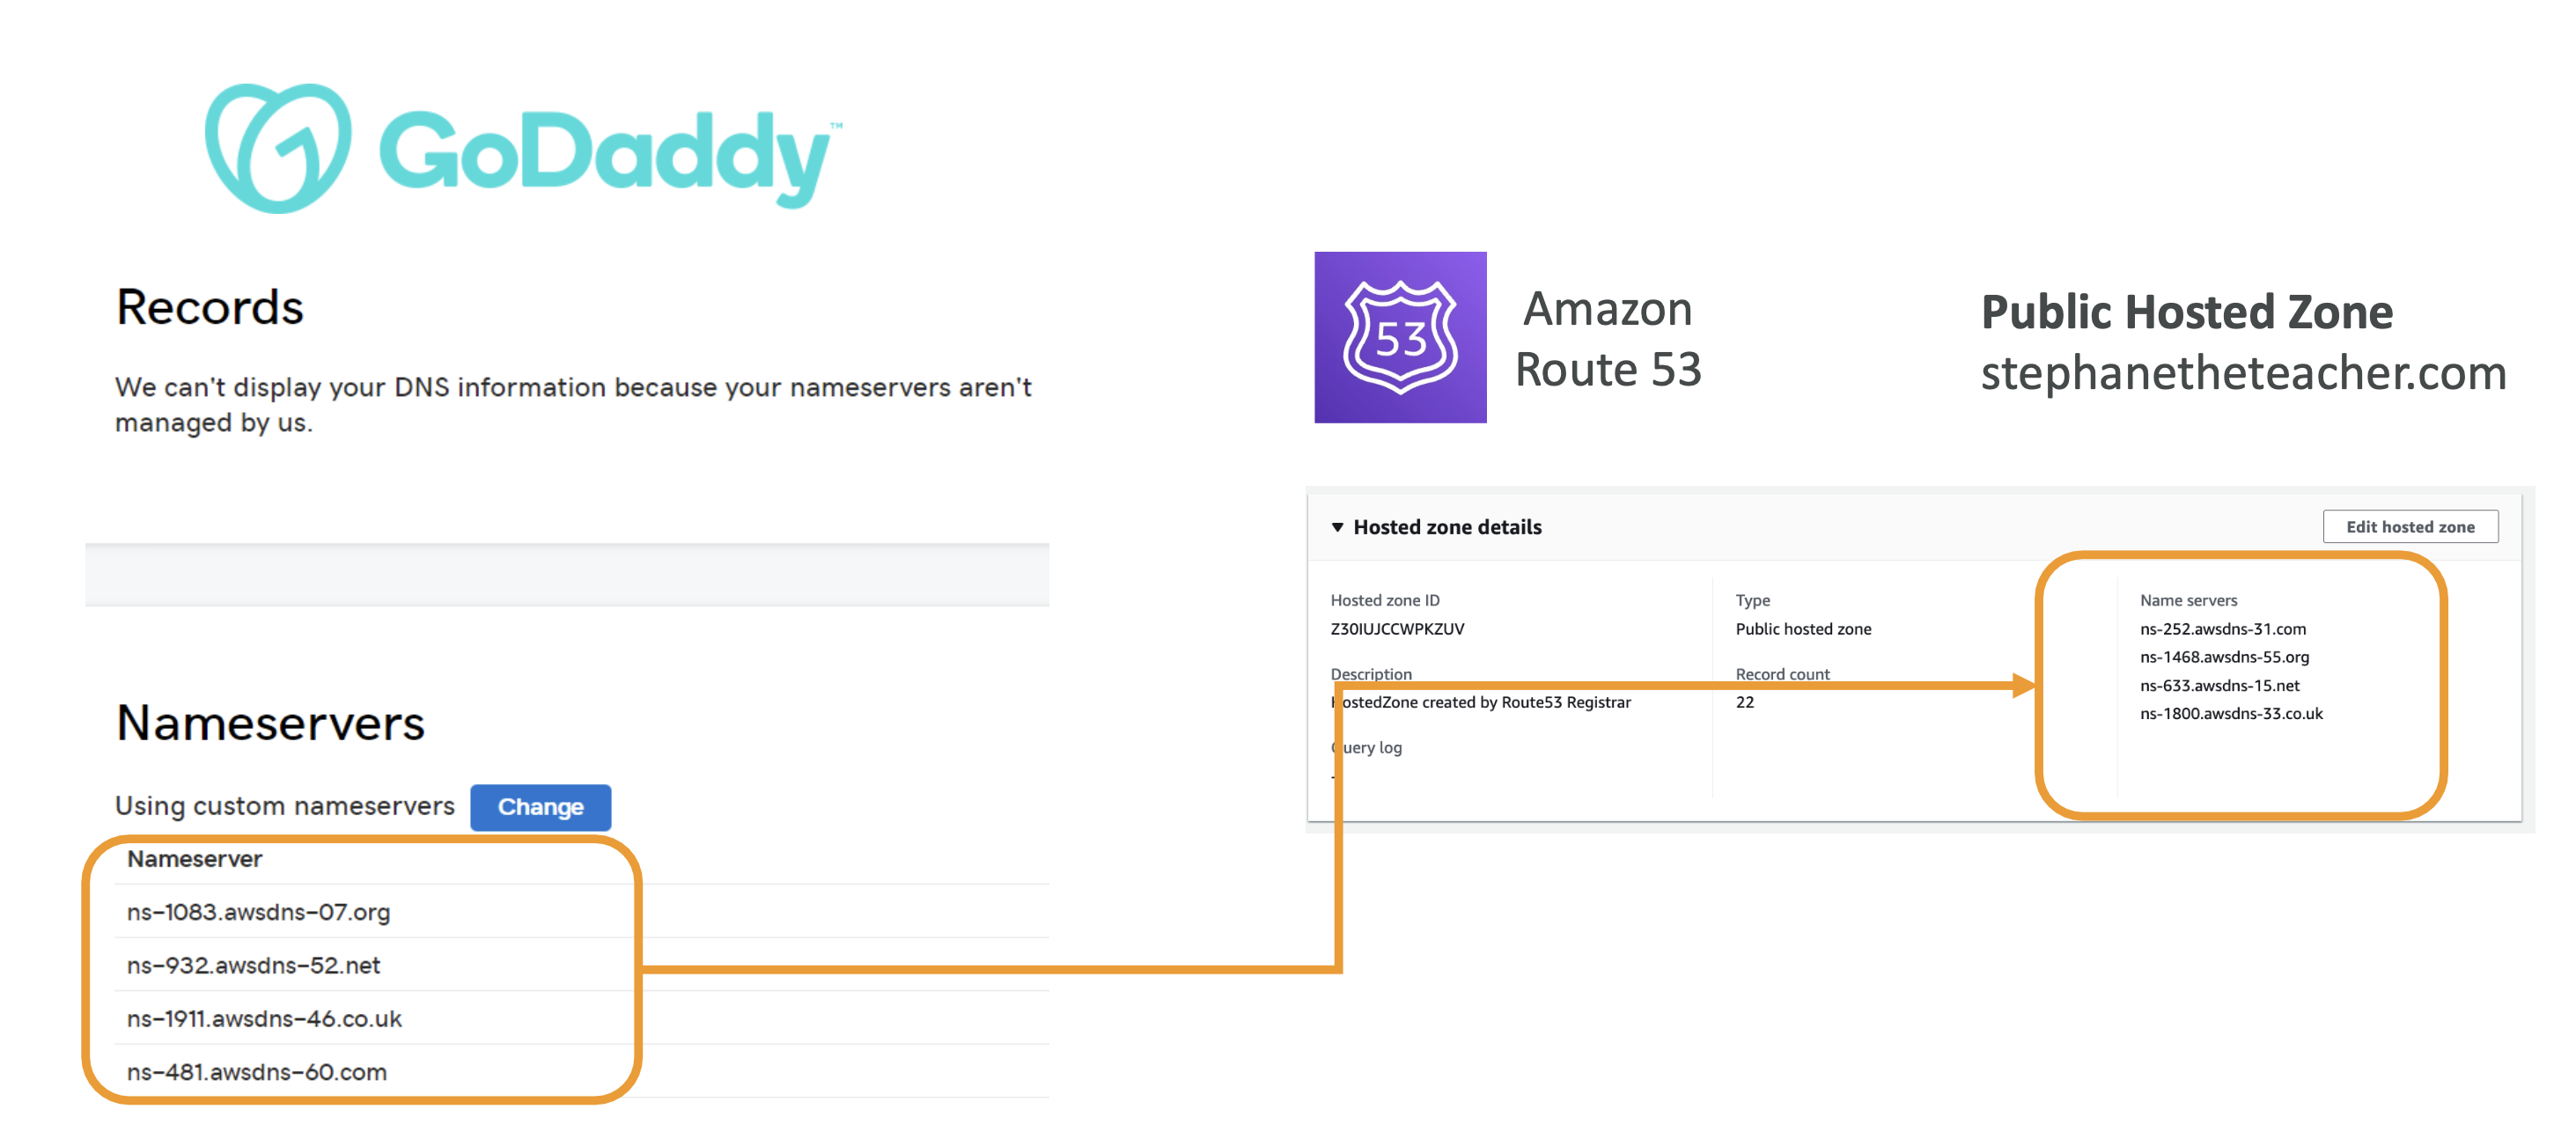 GoDaddy™
Records
We can't display your DNS information because your nameservers aren't
managed by us.
Nameservers
Using custom nameservers Change
Nameserver
ns-1083.awsdns-07.org
ns-932.awsdns-52.net
ns-1911.awsdns-46.co.uk
ns-481.awsdns-60.com
53
Amazon
Route 53
Public Hosted Zone
stephanetheteacher.com
Hosted zone details
Edit hosted zone
Hosted zone ID
Z30IUJCCWPKZUV
Description
HostedZone created by Route53 Registrar
Query log
-
Type
Public hosted zone
Record count
22
Name servers
ns-252.awsdns-31.com
ns-1468.awsdns-55.org
ns-633.awsdns-15.net
ns-1800.awsdns-33.co.uk